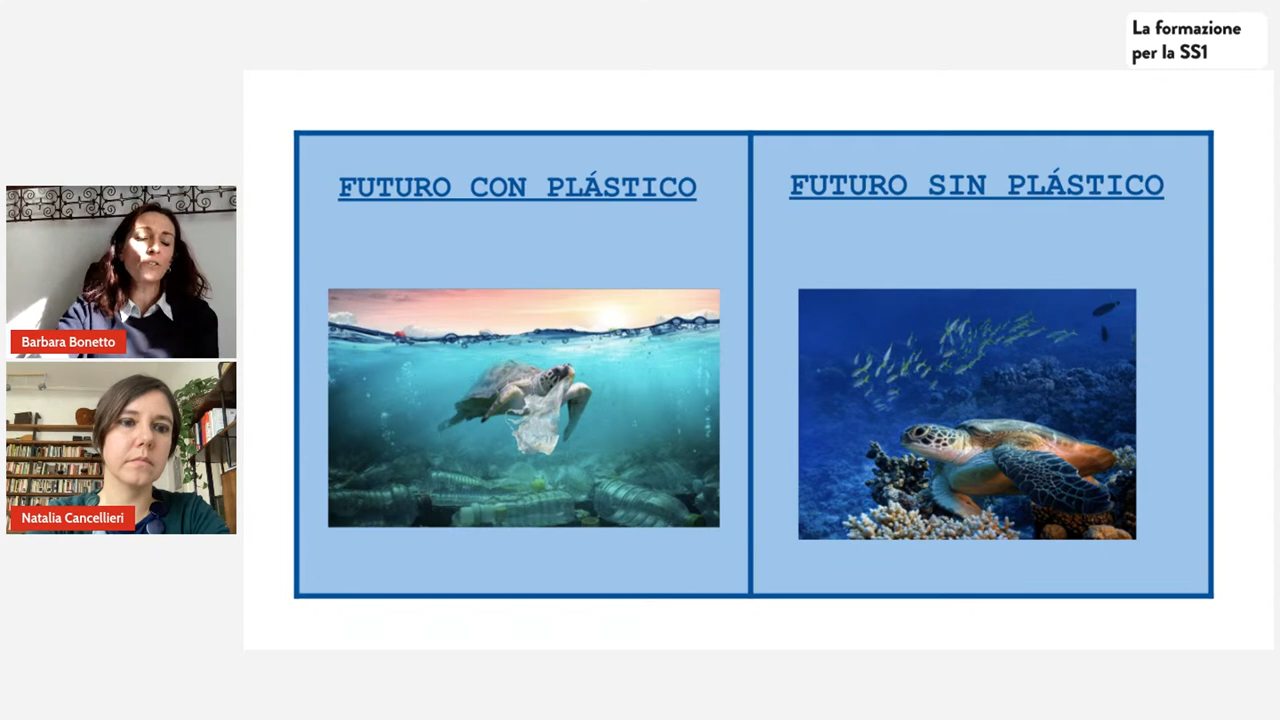 La formazione
per la SS1
FUTURO CON PLÁSTICO
FUTURO SIN PLÁSTICO
Barbara Bonetto
Natalia Cancellieri